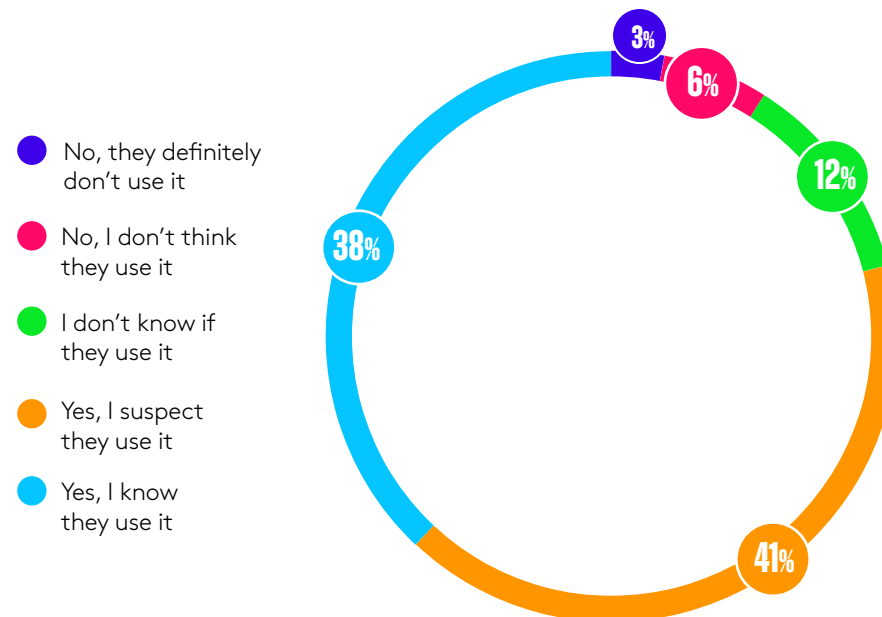 No, they definitely
don't use it
No, I don't think
they use it
I don't know if
they use it
Yes, I suspect
they use it
Yes, I know
they use it
3%
6%
12%
38%
41%